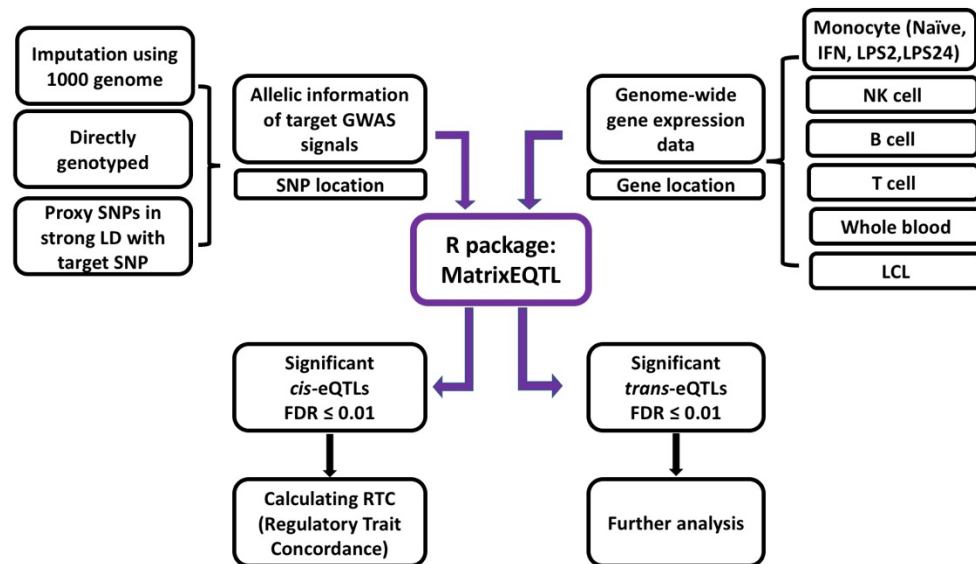 Imputation using
1000 genome
Directly
genotyped
Proxy SNPs in
strong LD with
target SNP
Allelic information
of target GWAS
signals
SNP location
Genome-wide
gene expression
data
Gene location
Monocyte (Naïve,
IFN, LPS2,LPS24)
NK cell
B cell
T cell
Whole blood
LCL
R package:
MatrixEQTL
Significant
cis-eQTLs
FDR ≤ 0.01
Significant
trans-eQTLs
FDR ≤ 0.01
Calculating RTC
(Regulatory Trait
Concordance)
Further analysis